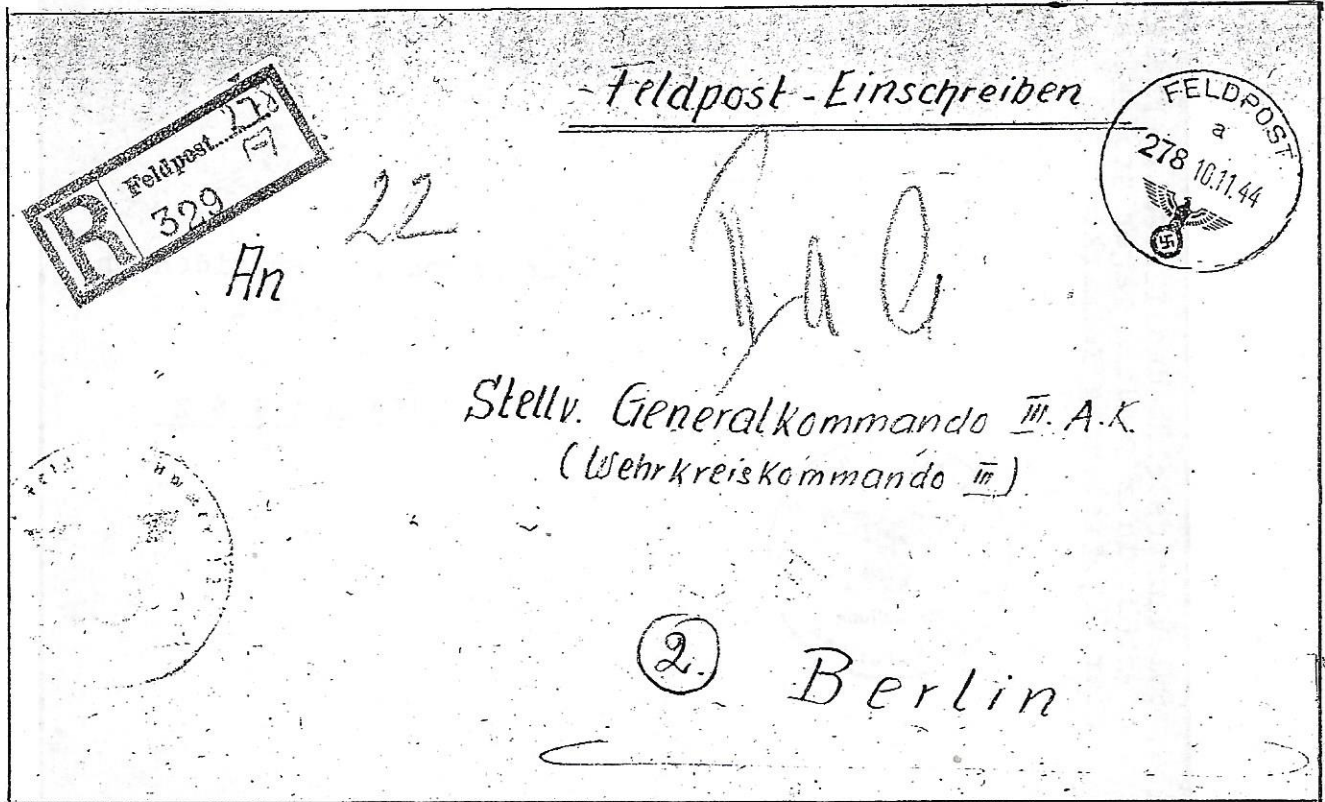 Feldpost - Einschreiben
FELDPOST
a
278 10.11.44
R Feldpost
329
A
22
An
Stellv. Generalkommando III. A.K.
(Wehrkreiskommando III)
2. Berlin